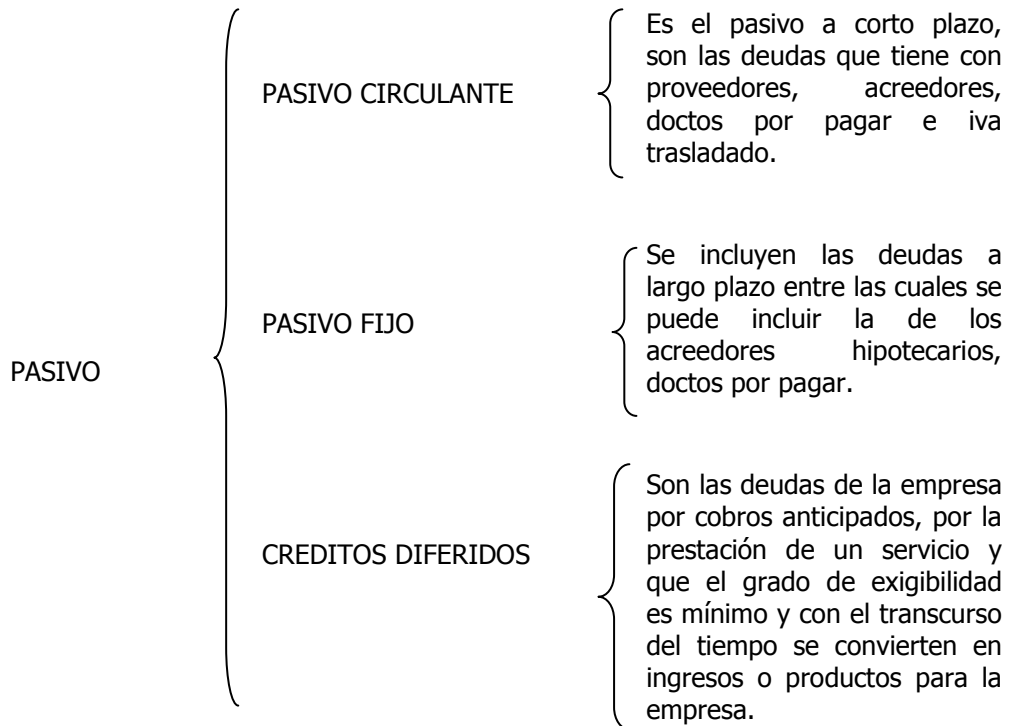 PASIVO
PASIVO CIRCULANTE
Es el pasivo a corto plazo,
son las deudas que tiene con
proveedores, acreedores,
doctos por pagar e iva
trasladado.
PASIVO FIJO
Se incluyen las deudas a
largo plazo entre las cuales se
puede incluir la de los
acreedores hipotecarios,
doctos por pagar.
CREDITOS DIFERIDOS
Son las deudas de la empresa
por cobros anticipados, por la
prestación de un servicio y
que el grado de exigibilidad
es mínimo y con el transcurso
del tiempo se convierten en
ingresos o productos para la
empresa.